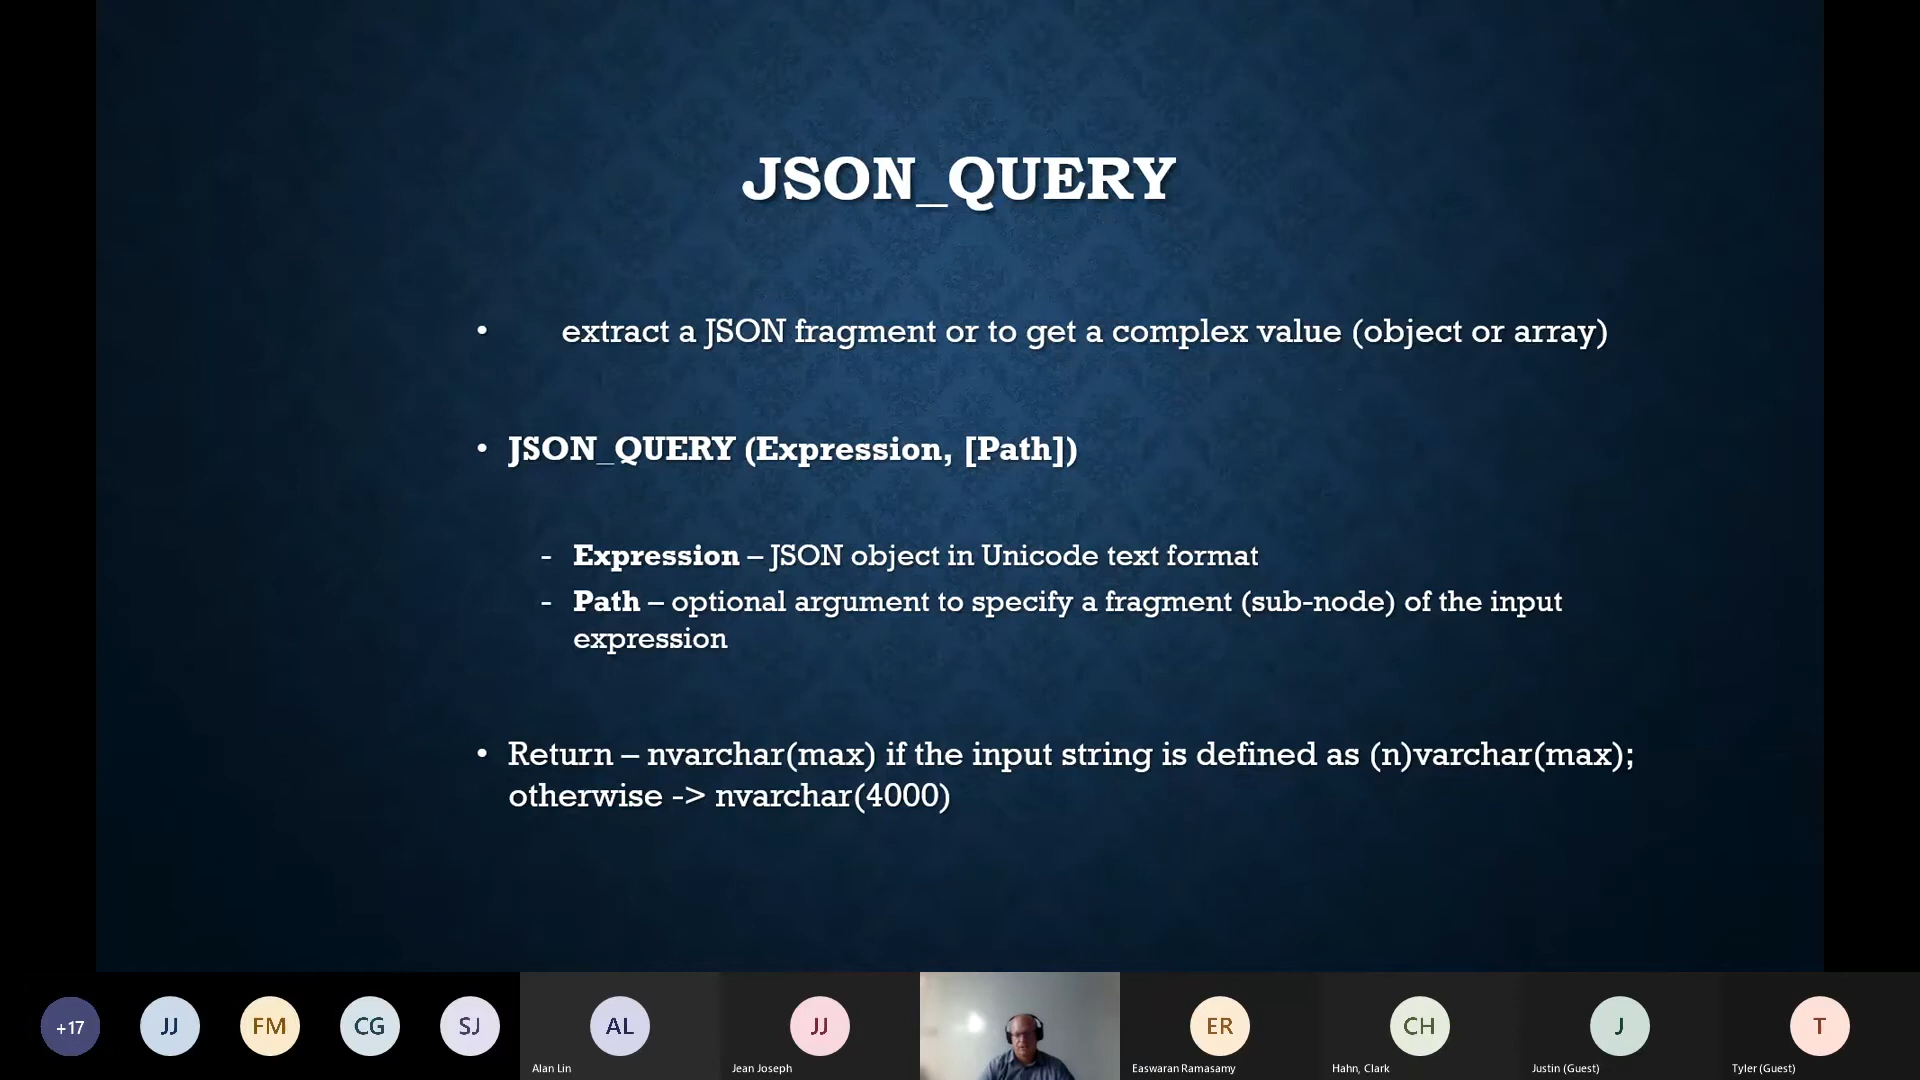 JSON_QUERY
• extract a JSON fragment or to get a complex value (object or array)
• JSON_QUERY (Expression, [Path])
- Expression – JSON object in Unicode text format
- Path – optional argument to specify a fragment (sub-node) of the input
expression
• Return – nvarchar(max) if the input string is defined as (n)varchar(max);
otherwise -> nvarchar(4000)
+17
JJ
FM
CG
SJ
AL
JJ
ER
CH
J
T
Alan Lin
Jean Joseph
Easwaran Ramasamy
Hahn, Clark
Justin (Guest)
Tyler (Guest)